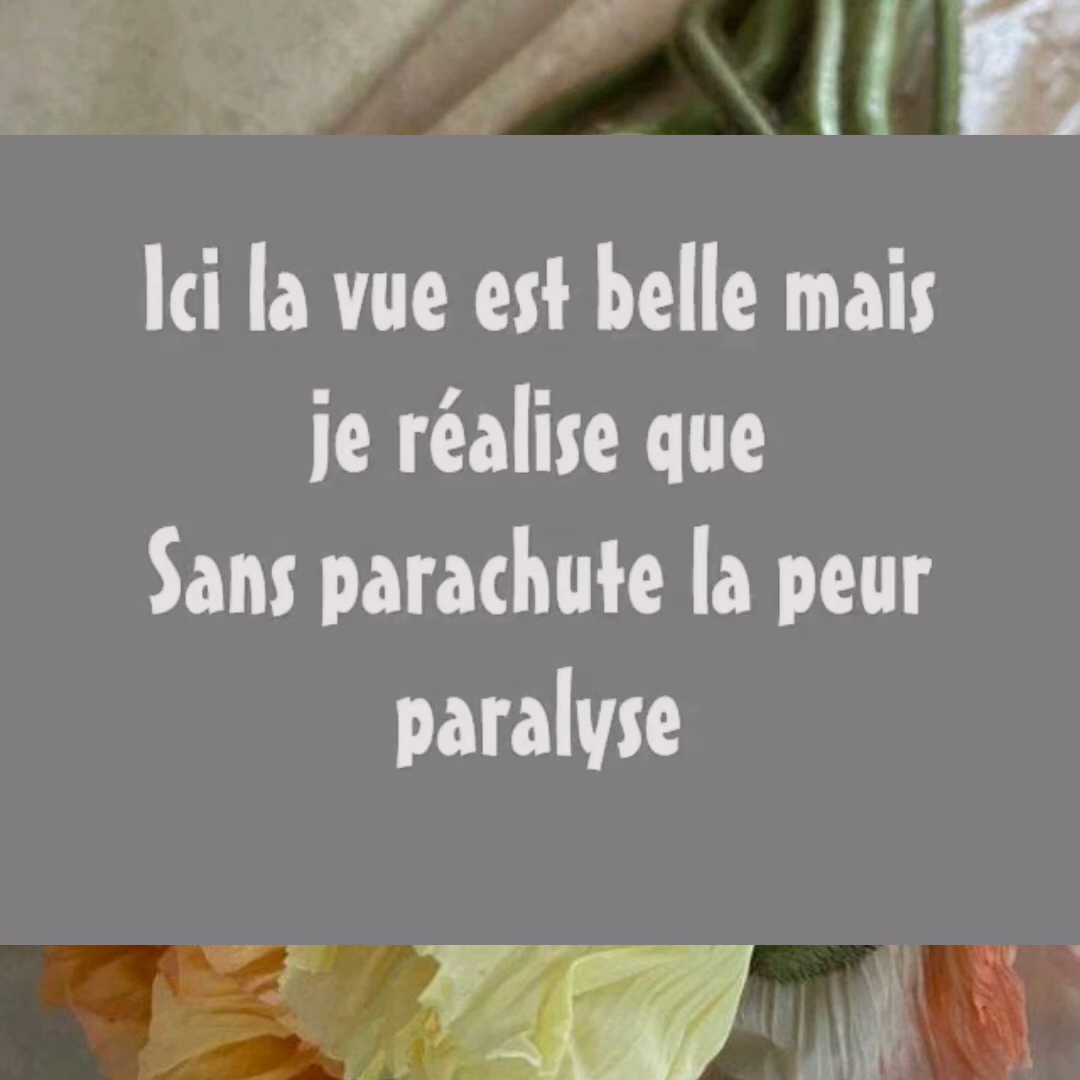 Ici la vue est belle mais
je réalise que
Sans parachute la peur
paralyse